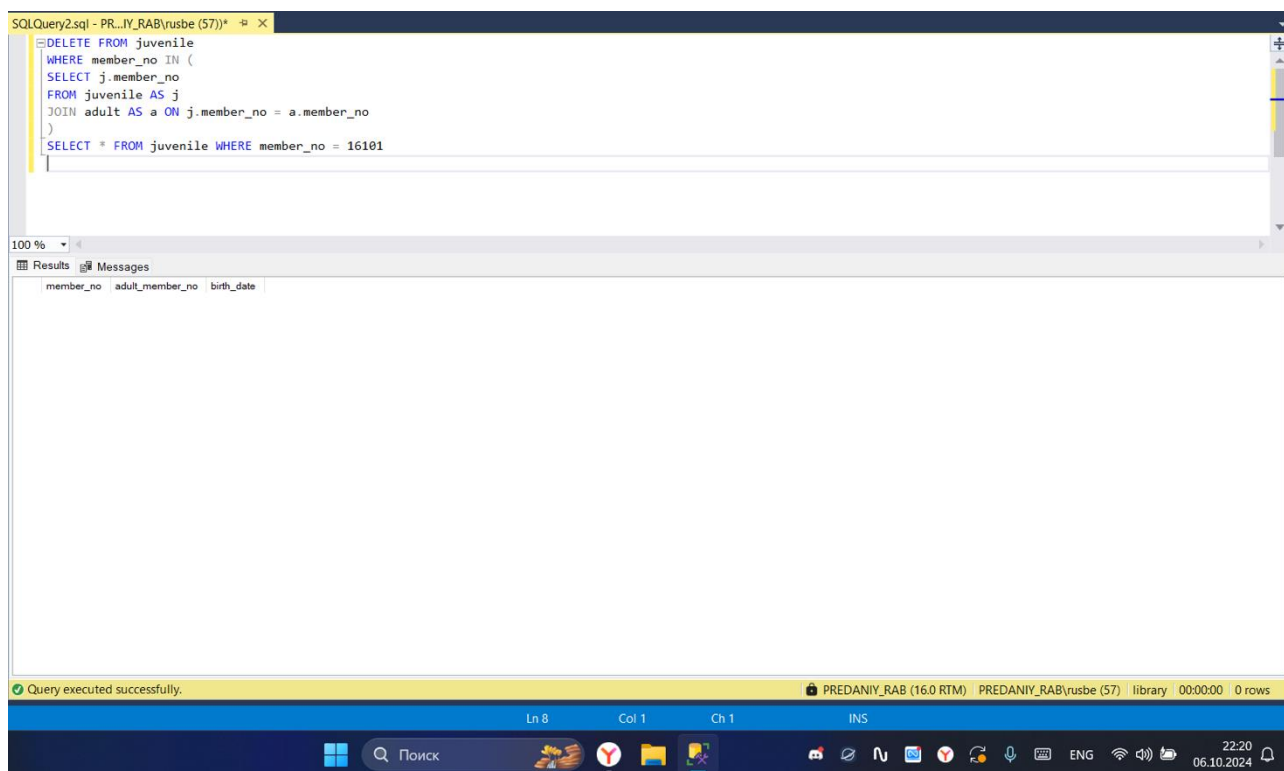 SQLQuery2.sql - PR...IY_RAB\rusbe (57))*
DELETE FROM juvenile
WHERE member_no IN (
SELECT j.member_no
FROM juvenile AS j
JOIN adult AS a ON j.member_no = a.member_no
)
SELECT * FROM juvenile WHERE member_no = 16101
100 %
Results Messages
member_no adult_member_no birth_date
Query executed successfully. PREDANIY_RAB (16.0 RTM) PREDANIY_RAB\rusbe (57) library 00:00:00 0 rows
Ln 8 Col 1 Ch 1 INS
Поиск ENG 22:20
06.10.2024